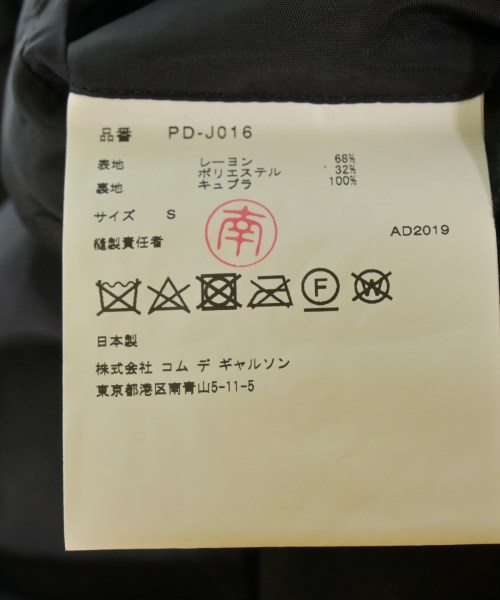 品番 PD-J016
表地 レーヨン 68%
ポリエステル 32%
裏地 キュプラ 100%
サイズ S
南
縫製責任者
AD2019
F W
日本製
株式会社 コム デ ギャルソン
東京都港区南青山5-11-5